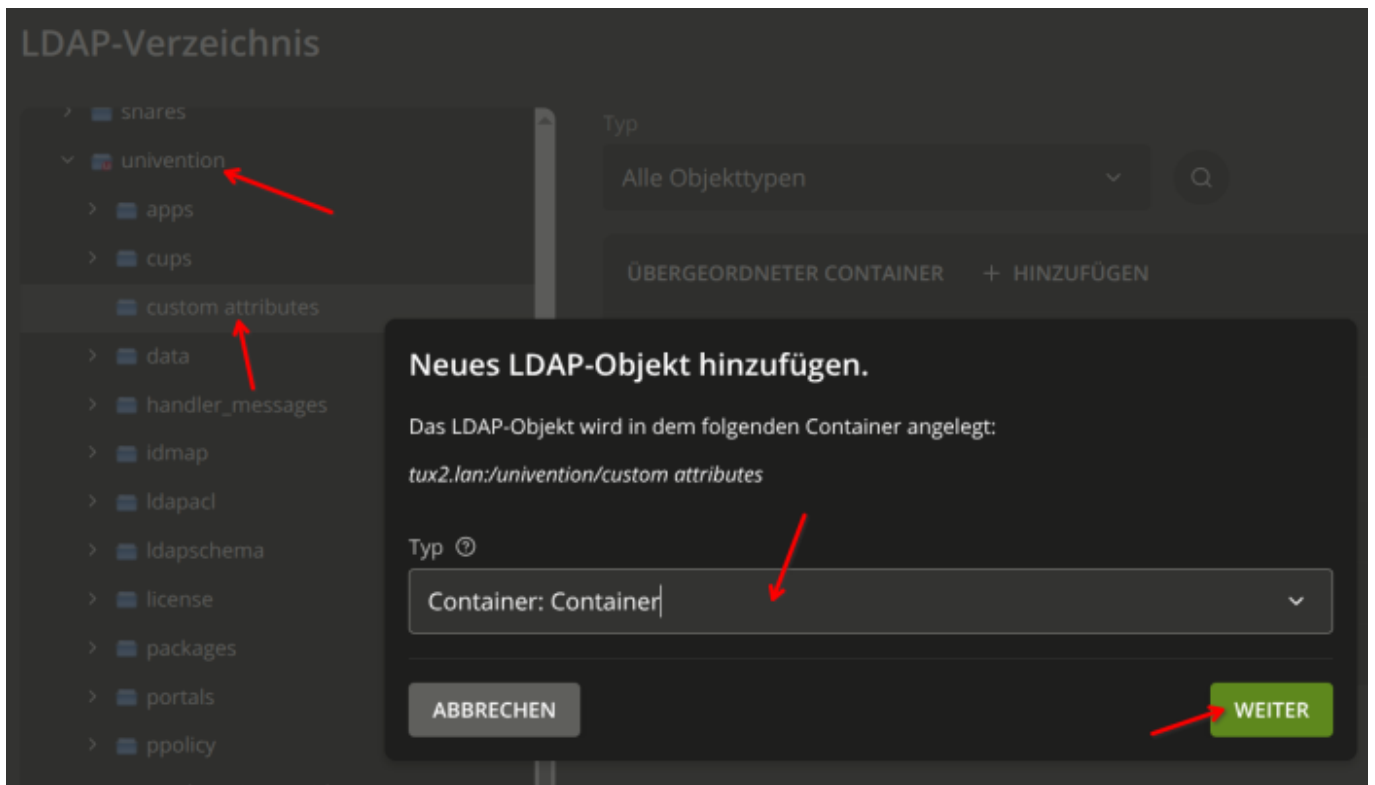 LDAP-Verzeichnis
shares
univention
apps
cups
custom attributes
data
handler_messages
idmap
ldapacl
ldapschema
license
packages
portals
ppolicy
Typ
Alle Objekttypen
ÜBERGEORDNETER CONTAINER + HINZUFÜGEN
Neues LDAP-Objekt hinzufügen.
Das LDAP-Objekt wird in dem folgenden Container angelegt:
tux2.lan:/univention/custom attributes
Typ ?
Container: Container
ABBRECHEN
WEITER